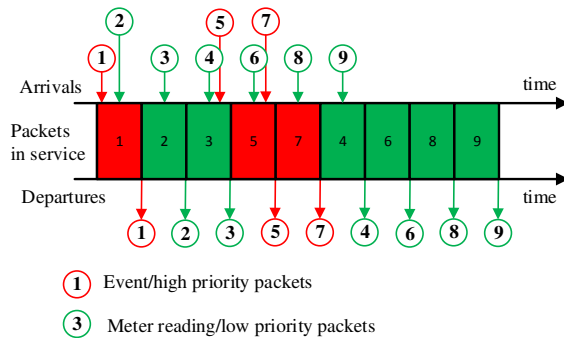 2 5 7
1 3 4 6 8 9
Arrivals time
Packets
in service
1 2 3 5 7 4 6 8 9
Departures time
1 2 3 5 7 4 6 8 9
1 Event/high priority packets
3 Meter reading/low priority packets